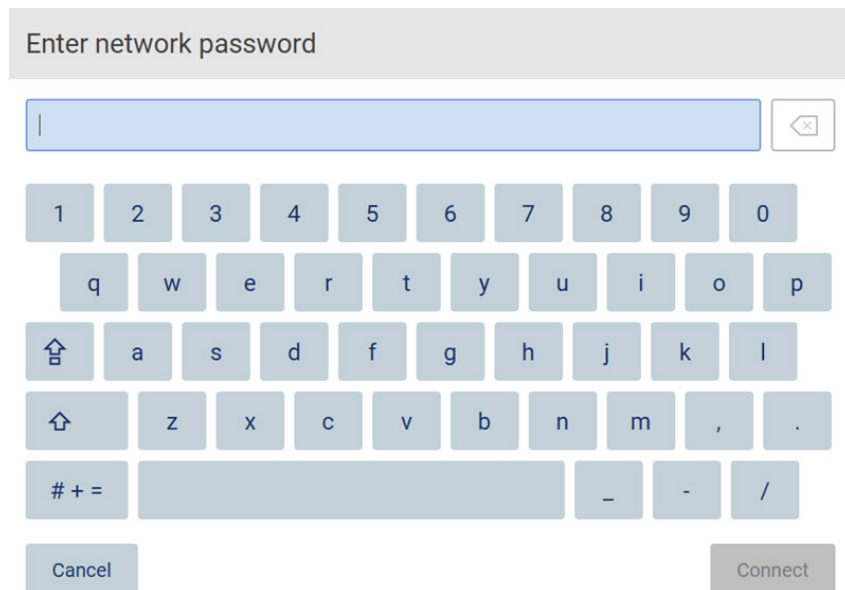 Enter network password
1 2 3 4 5 6 7 8 9 0
q w e r t y u i o p
a s d f g h j k l
z x c v b n m , .
# + = _ - /
Cancel Connect